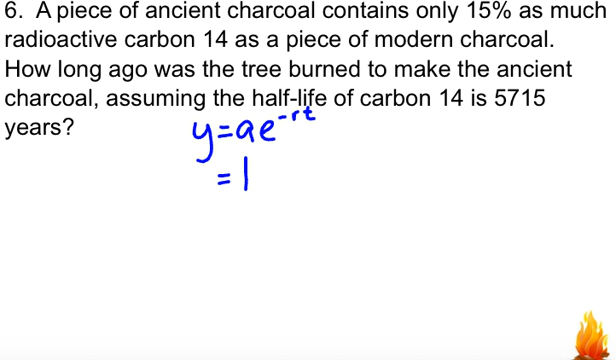 6. A piece of ancient charcoal contains only 15% as much
radioactive carbon 14 as a piece of modern charcoal.
How long ago was the tree burned to make the ancient
charcoal, assuming the half-life of carbon 14 is 5715
years?
y=ae^-rt
=1